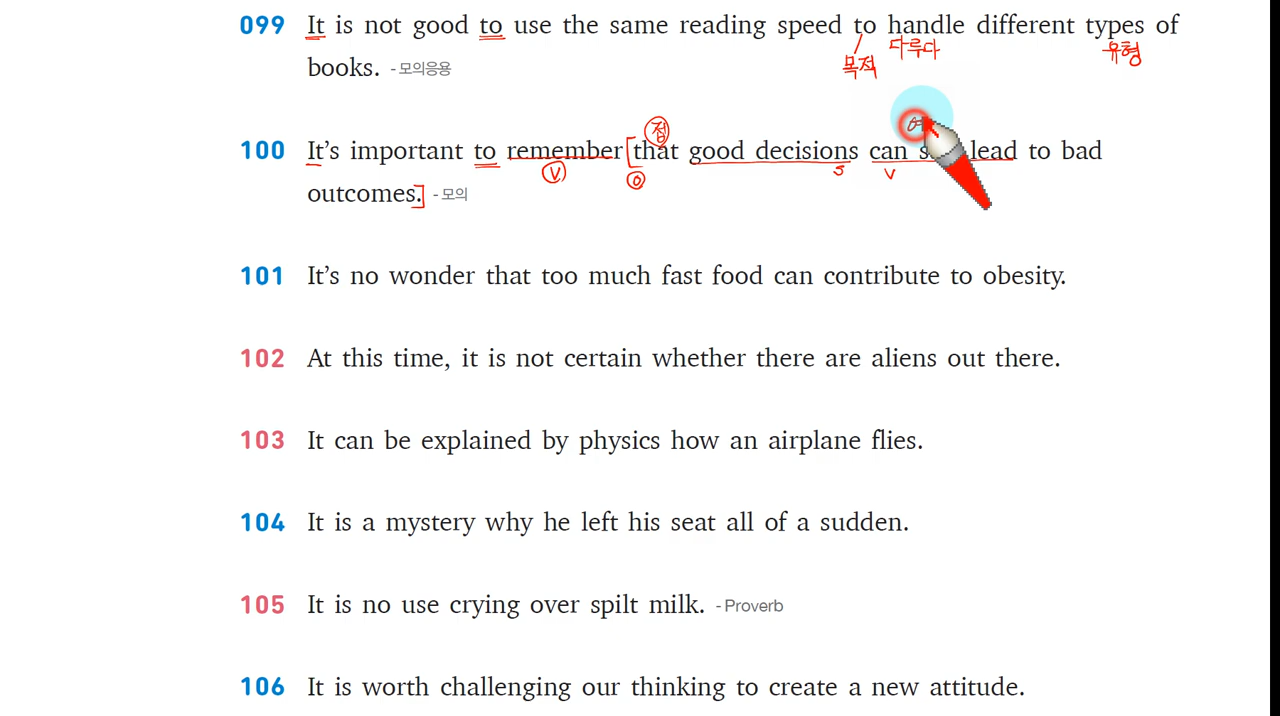 099 It is not good to use the same reading speed to handle different types of
다루다
목적
유형
books. - 모의응용
접
100 It's important to remember [that good decisions can lead to bad
V
O
S
V
outcomes.] - 모의
101 It's no wonder that too much fast food can contribute to obesity.
102 At this time, it is not certain whether there are aliens out there.
103 It can be explained by physics how an airplane flies.
104 It is a mystery why he left his seat all of a sudden.
105 It is no use crying over spilt milk. - Proverb
106 It is worth challenging our thinking to create a new attitude.